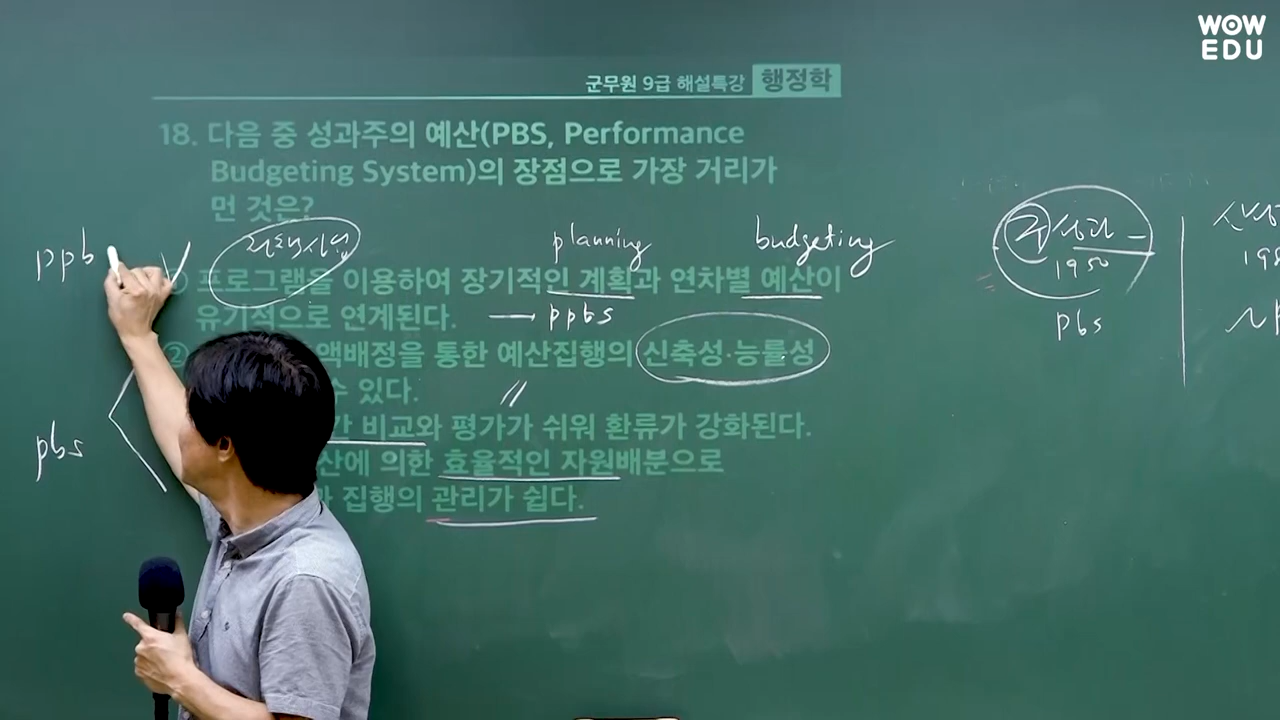 WOW
EDU
군무원 9급 해설특강 행정학
18. 다음 중 성과주의 예산(PBS, Performance
Budgeting System)의 장점으로 가장 거리가
먼 것은?
planning budgeting
ppb
프로그램을 이용하여 장기적인 계획과 연차별 예산이
유기적으로 연계된다. ppbs
② 액배정을 통한 예산집행의 신축성·능률성
수 있다.
간 비교와 평가가 쉬워 환류가 강화된다.
pbs
산에 의한 효율적인 자원배분으로
집행의 관리가 쉽다.
주 성과
1950
pbs